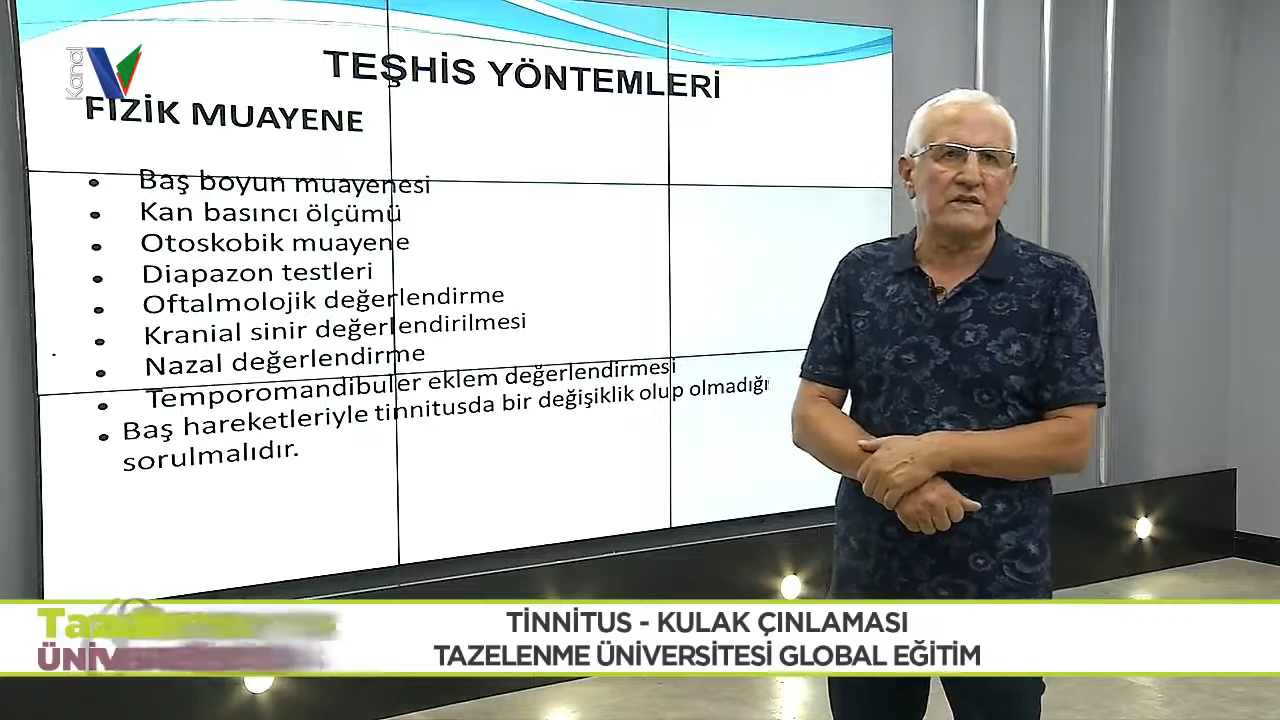 Kanal
TEŞHİS YÖNTEMLERİ
FİZİK MUAYENE
• Baş boyun muayenesi
• Kan basıncı ölçümü
• Otoskobik muayene
• Diapazon testleri
• Oftalmolojik değerlendirme
• Kranial sinir değerlendirilmesi
• Nazal değerlendirme
• Temporomandibuler eklem değerlendirmesi
• Baş hareketleriyle tinnitusda bir değişiklik olup olmadığı
sorulmalıdır.
TİNNİTUS - KULAK ÇINLAMASI
TAZELENME ÜNİVERSİTESİ GLOBAL EĞİTİM